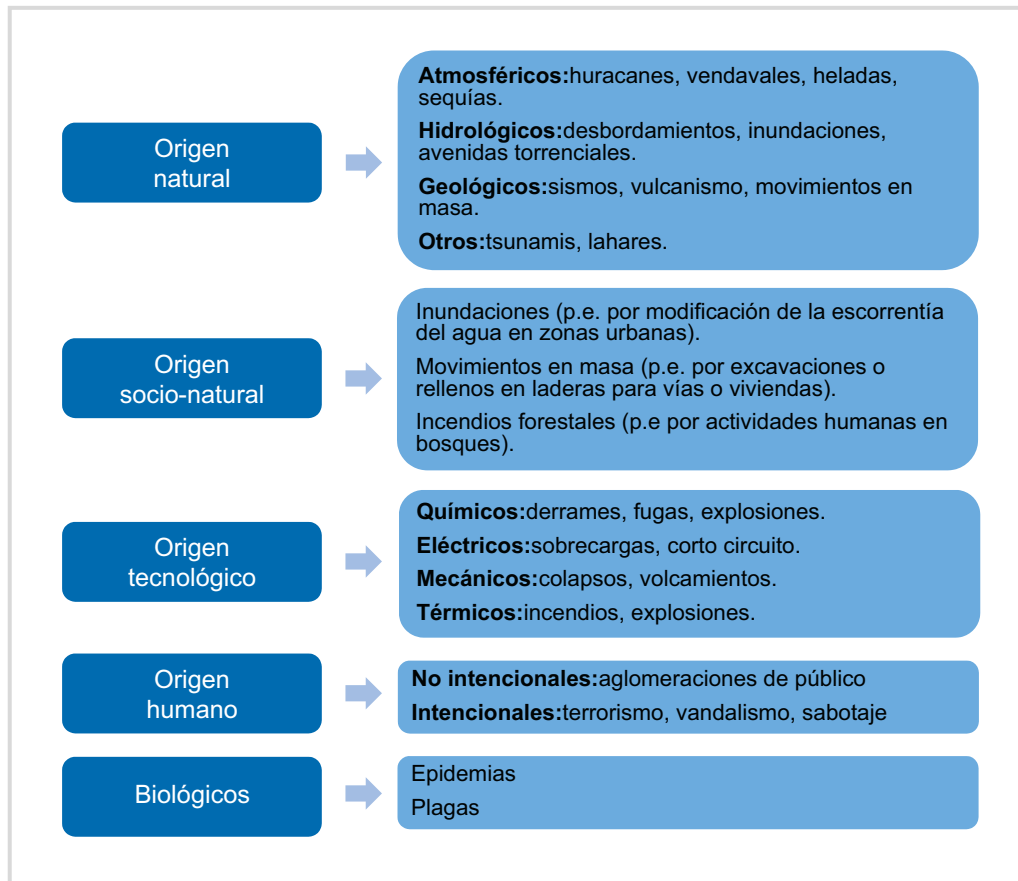 Origen
natural
Atmosféricos:huracanes, vendavales, heladas,
sequías.
Hidrológicos:desbordamientos, inundaciones,
avenidas torrenciales.
Geológicos:sismos, vulcanismo, movimientos en
masa.
Otros:tsunamis, lahares.
Origen
socio-natural
Inundaciones (p.e. por modificación de la escorrentía
del agua en zonas urbanas).
Movimientos en masa (p.e. por excavaciones o
rellenos en laderas para vías o viviendas).
Incendios forestales (p.e por actividades humanas en
bosques).
Origen
tecnológico
Químicos:derrames, fugas, explosiones.
Eléctricos:sobrecargas, corto circuito.
Mecánicos:colapsos, volcamientos.
Térmicos:incendios, explosiones.
Origen
humano
No intencionales:aglomeraciones de público
Intencionales:terrorismo, vandalismo, sabotaje
Biológicos
Epidemias
Plagas